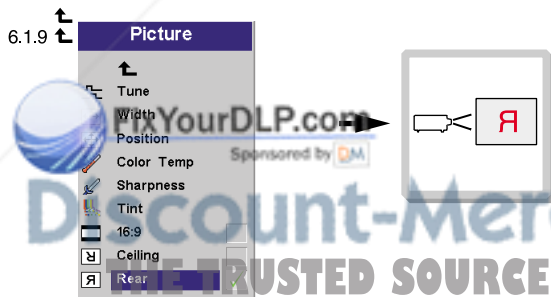 6.1.9
Picture
Tune
Width
Position
Color Temp
Sharpness
Tint
16:9
Ceiling
Rear
Я
FixYourDLP.com
Sponsored by DM
Discount-Mer
THE TRUSTED SOURCE